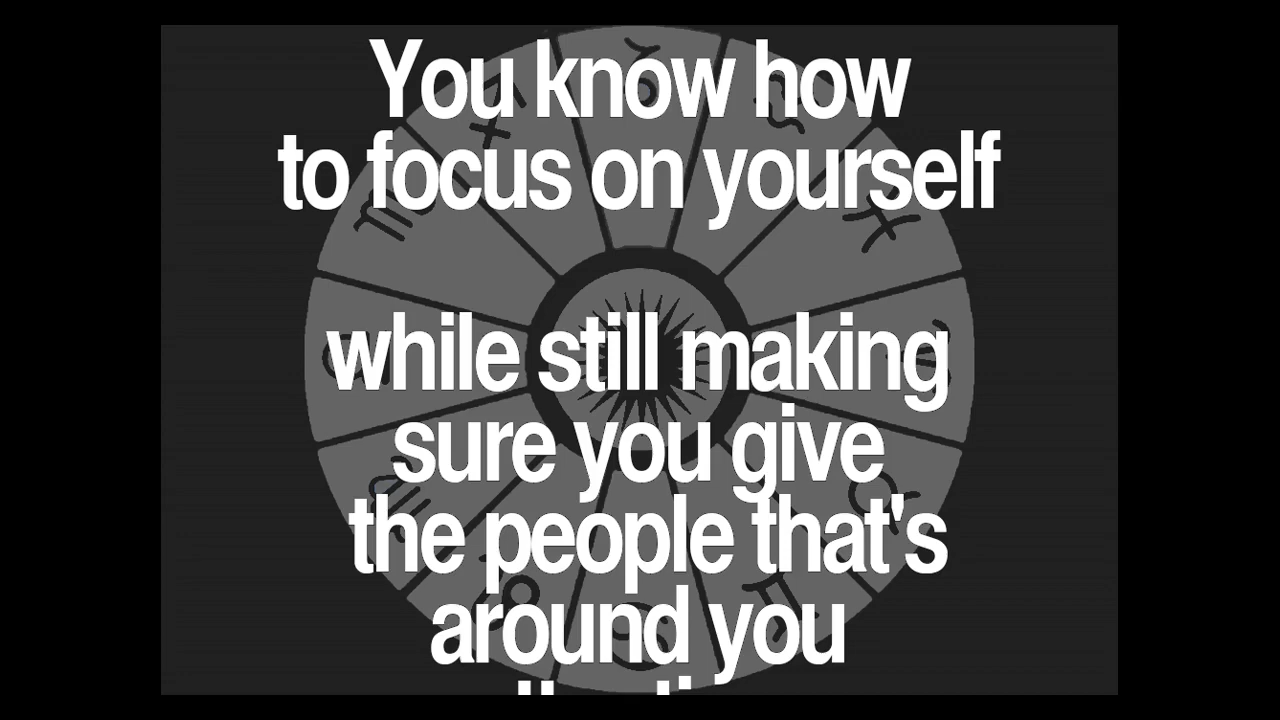 You know how
to focus on yourself
while still making
sure you give
the people that's
around you